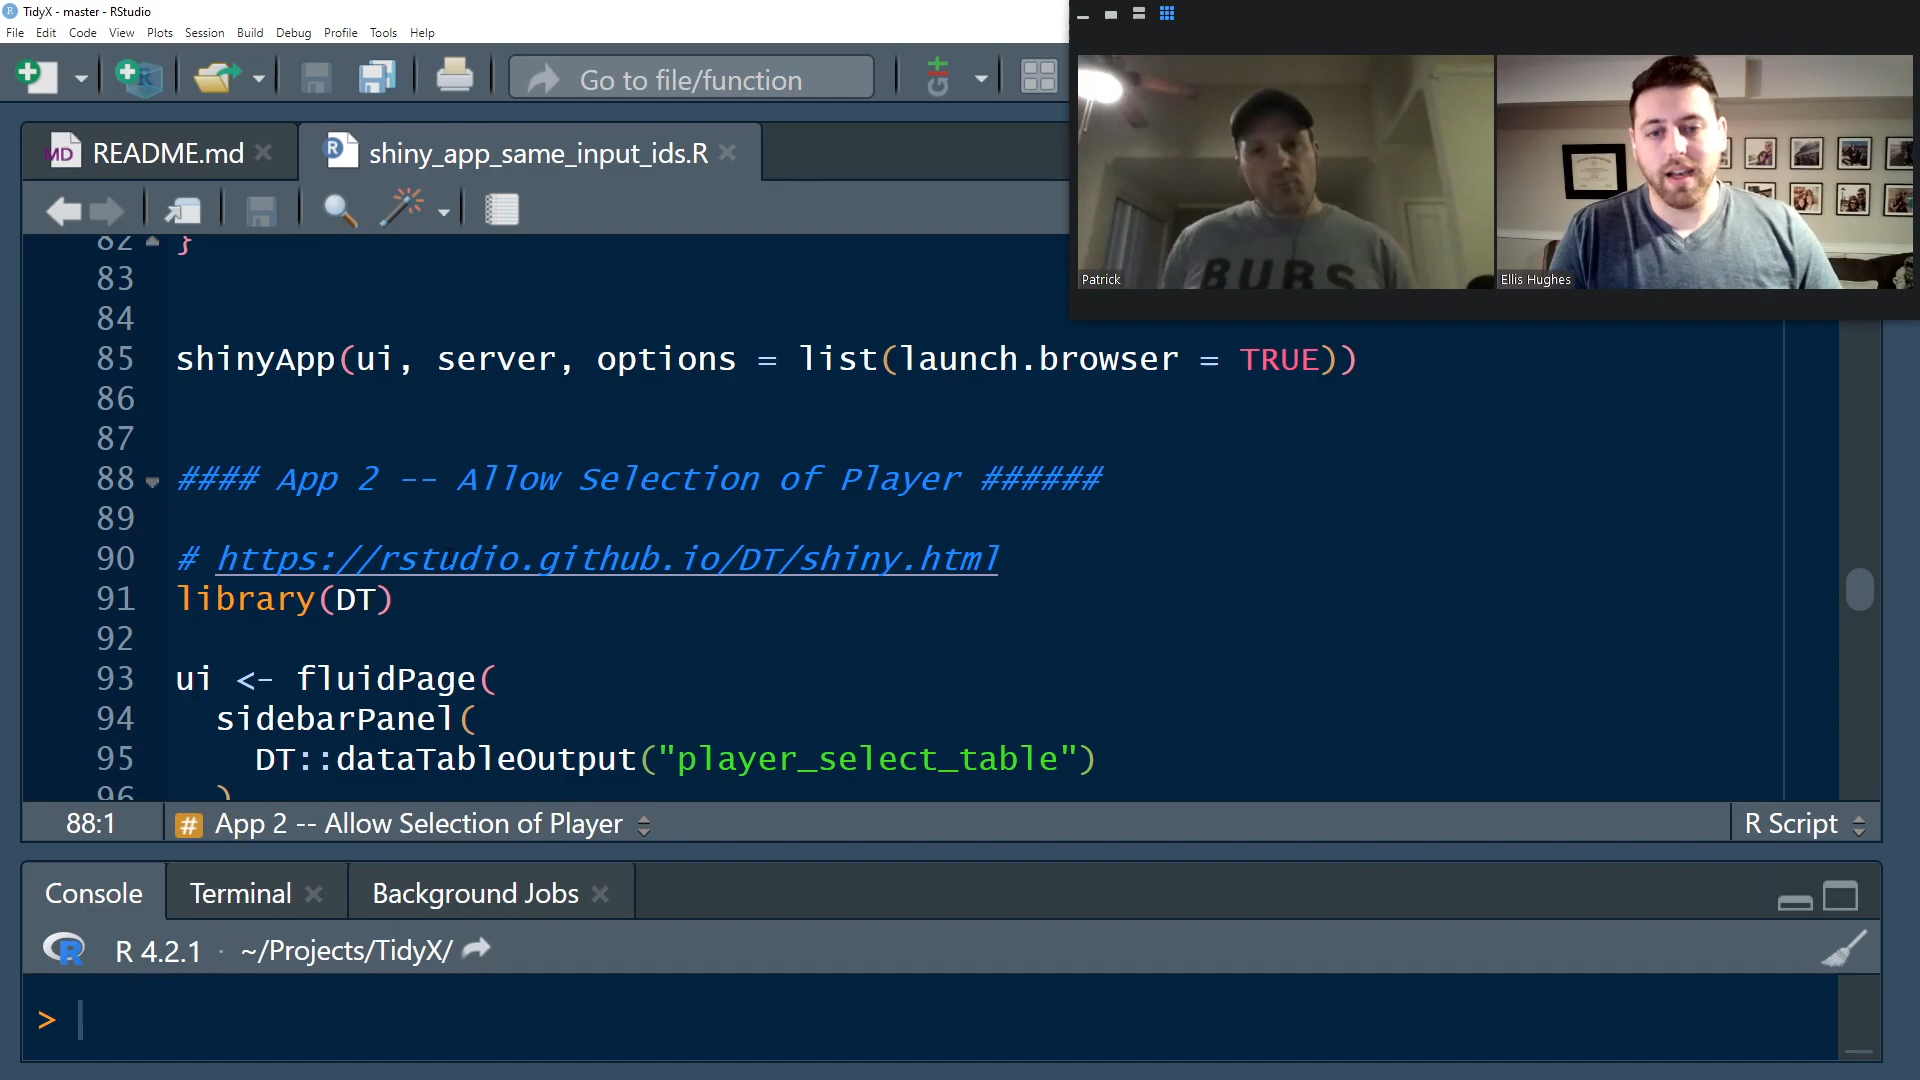 TidyX - master - RStudio
File Edit Code View Plots Session Build Debug Profile Tools Help
Go to file/function
README.md
shiny_app_same_input_ids.R
Patrick
BUBS
Ellis Hughes
82 }
83
84
85 shinyApp(ui, server, options = list(launch.browser = TRUE))
86
87
88 #### App 2 -- Allow Selection of Player ######
89
90 # https://rstudio.github.io/DT/shiny.html
91 library(DT)
92
93 ui <- fluidPage(
94 sidebarPanel(
95 DT::dataTableOutput("player_select_table")
96 )
88:1 # App 2 -- Allow Selection of Player R Script
Console Terminal Background Jobs
R 4.2.1 · ~/Projects/TidyX/
>